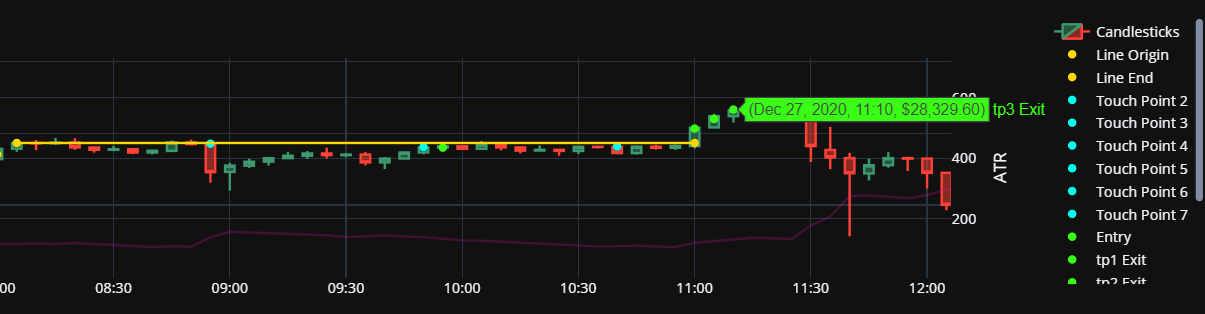 Candlesticks
Line Origin
Line End
Touch Point 2
Touch Point 3
Touch Point 4
Touch Point 5
Touch Point 6
Touch Point 7
Entry
tp1 Exit
tp2 Exit
(Dec 27, 2020, 11:10, $28,329.60) tp3 Exit
600
400
200
ATR
00 08:30 09:00 09:30 10:00 10:30 11:00 11:30 12:00